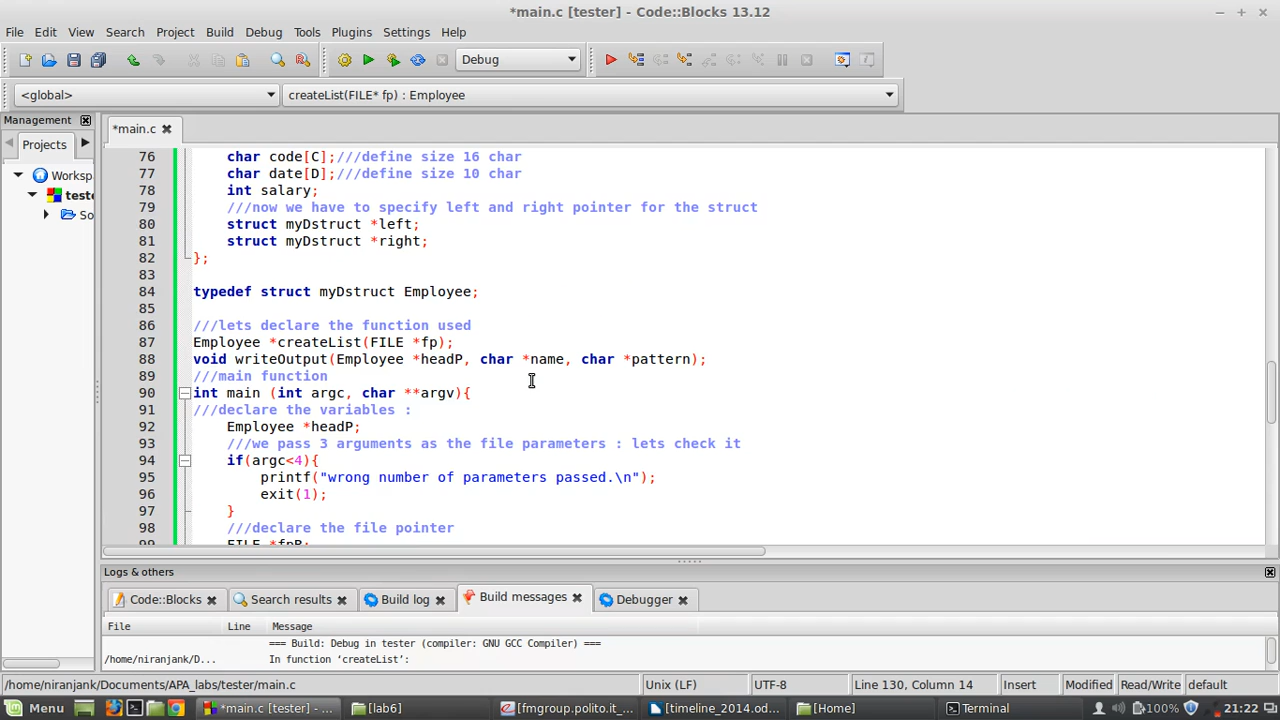 *main.c [tester] - Code::Blocks 13.12
File Edit View Search Project Build Debug Tools Plugins Settings Help
Debug
<global> createList(FILE* fp) : Employee
Management
*main.c
Projects
Worksp
teste
So
76 char code[C];///define size 16 char
77 char date[D];///define size 10 char
78 int salary;
79 ///now we have to specify left and right pointer for the struct
80 struct myDstruct *left;
81 struct myDstruct *right;
82 };
83
84 typedef struct myDstruct Employee;
85
86 ///lets declare the function used
87 Employee *createList(FILE *fp);
88 void writeOutput(Employee *headP, char *name, char *pattern);
89 ///main function
90 int main (int argc, char **argv){
91 ///declare the variables :
92 Employee *headP;
93 ///we pass 3 arguments as the file parameters : lets check it
94 if(argc<4){
95 printf("wrong number of parameters passed.\n");
96 exit(1);
97 }
98 ///declare the file pointer
99 FILE *fpR;
Logs & others
Code::Blocks Search results Build log Build messages Debugger
File Line Message
=== Build: Debug in tester (compiler: GNU GCC Compiler) ===
/home/niranjank/D... In function ‘createList’:
/home/niranjank/Documents/APA_labs/tester/main.c Unix (LF) UTF-8 Line 130, Column 14 Insert Modified Read/Write default
Menu *main.c [tester] - ... [lab6] [fmgroup.polito.it_... [timeline_2014.od... [Home] Terminal 100% 21:22